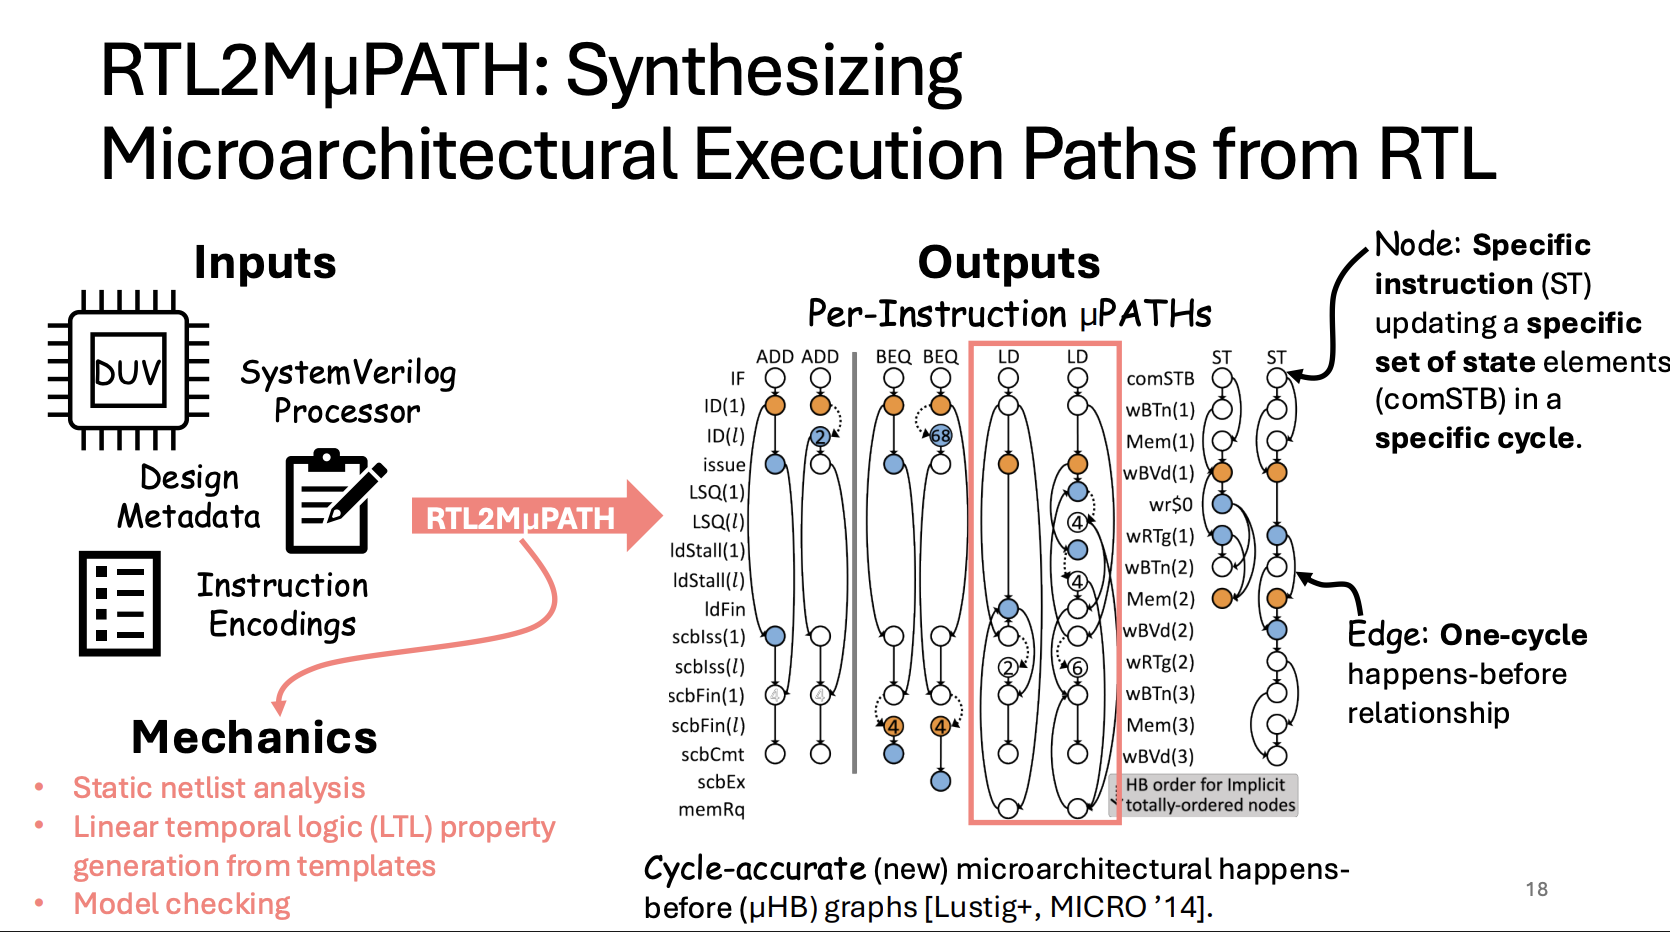 RTL2MµPATH: Synthesizing
Microarchitectural Execution Paths from RTL
Inputs
DUV
SystemVerilog
Processor
Design
Metadata
Instruction
Encodings
RTL2MµPATH
Mechanics
• Static netlist analysis
• Linear temporal logic (LTL) property
generation from templates
• Model checking
Outputs
Per-Instruction µPATHs
ADD ADD BEQ BEQ LD LD ST ST
IF
ID(1)
ID(l) 2 68
issue
LSQ(1)
LSQ(l) 4
ldStall(1)
ldStall(l) 4
ldFin
scbIss(1)
scbIss(l) 2 6
scbFin(1) 4 4
scbFin(l) 4 4
scbCmt
scbEx
memRq
comSTB
wBTn(1)
Mem(1)
wBVd(1)
wr$0
wRTg(1)
wBTn(2)
Mem(2)
wBVd(2)
wRTg(2)
wBTn(3)
Mem(3)
wBVd(3)
HB order for Implicit
totally-ordered nodes
Node: Specific
instruction (ST)
updating a specific
set of state elements
(comSTB) in a
specific cycle.
Edge: One-cycle
happens-before
relationship
Cycle-accurate (new) microarchitectural happens-
before (µHB) graphs [Lustig+, MICRO ’14].
18